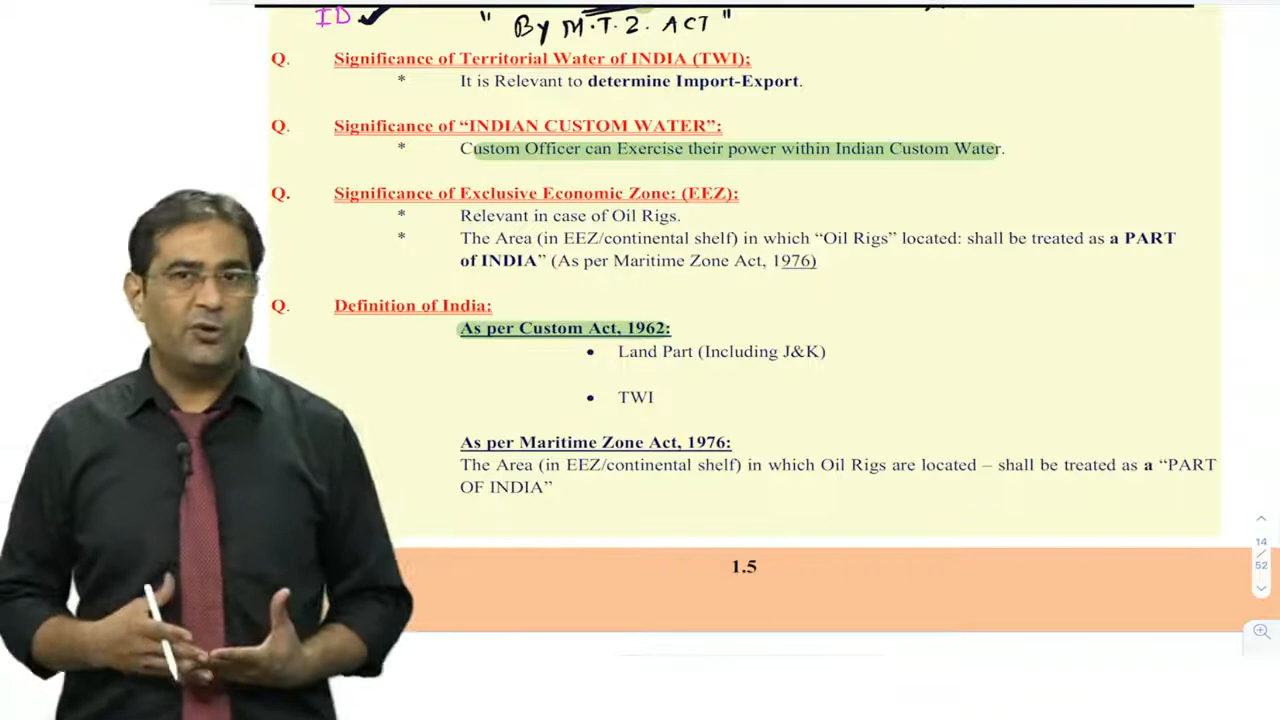 ID
" By M.T.Z. ACT "
Q. Significance of Territorial Water of INDIA (TWI);
* It is Relevant to determine Import-Export.
Q. Significance of “INDIAN CUSTOM WATER”:
* Custom Officer can Exercise their power within Indian Custom Water.
Q. Significance of Exclusive Economic Zone: (EEZ);
* Relevant in case of Oil Rigs.
* The Area (in EEZ/continental shelf) in which “Oil Rigs” located: shall be treated as a PART
of INDIA” (As per Maritime Zone Act, 1976)
Q. Definition of India:
As per Custom Act, 1962:
• Land Part (Including J&K)
• TWI
As per Maritime Zone Act, 1976:
The Area (in EEZ/continental shelf) in which Oil Rigs are located – shall be treated as a “PART
OF INDIA”
1.5
14
/
52